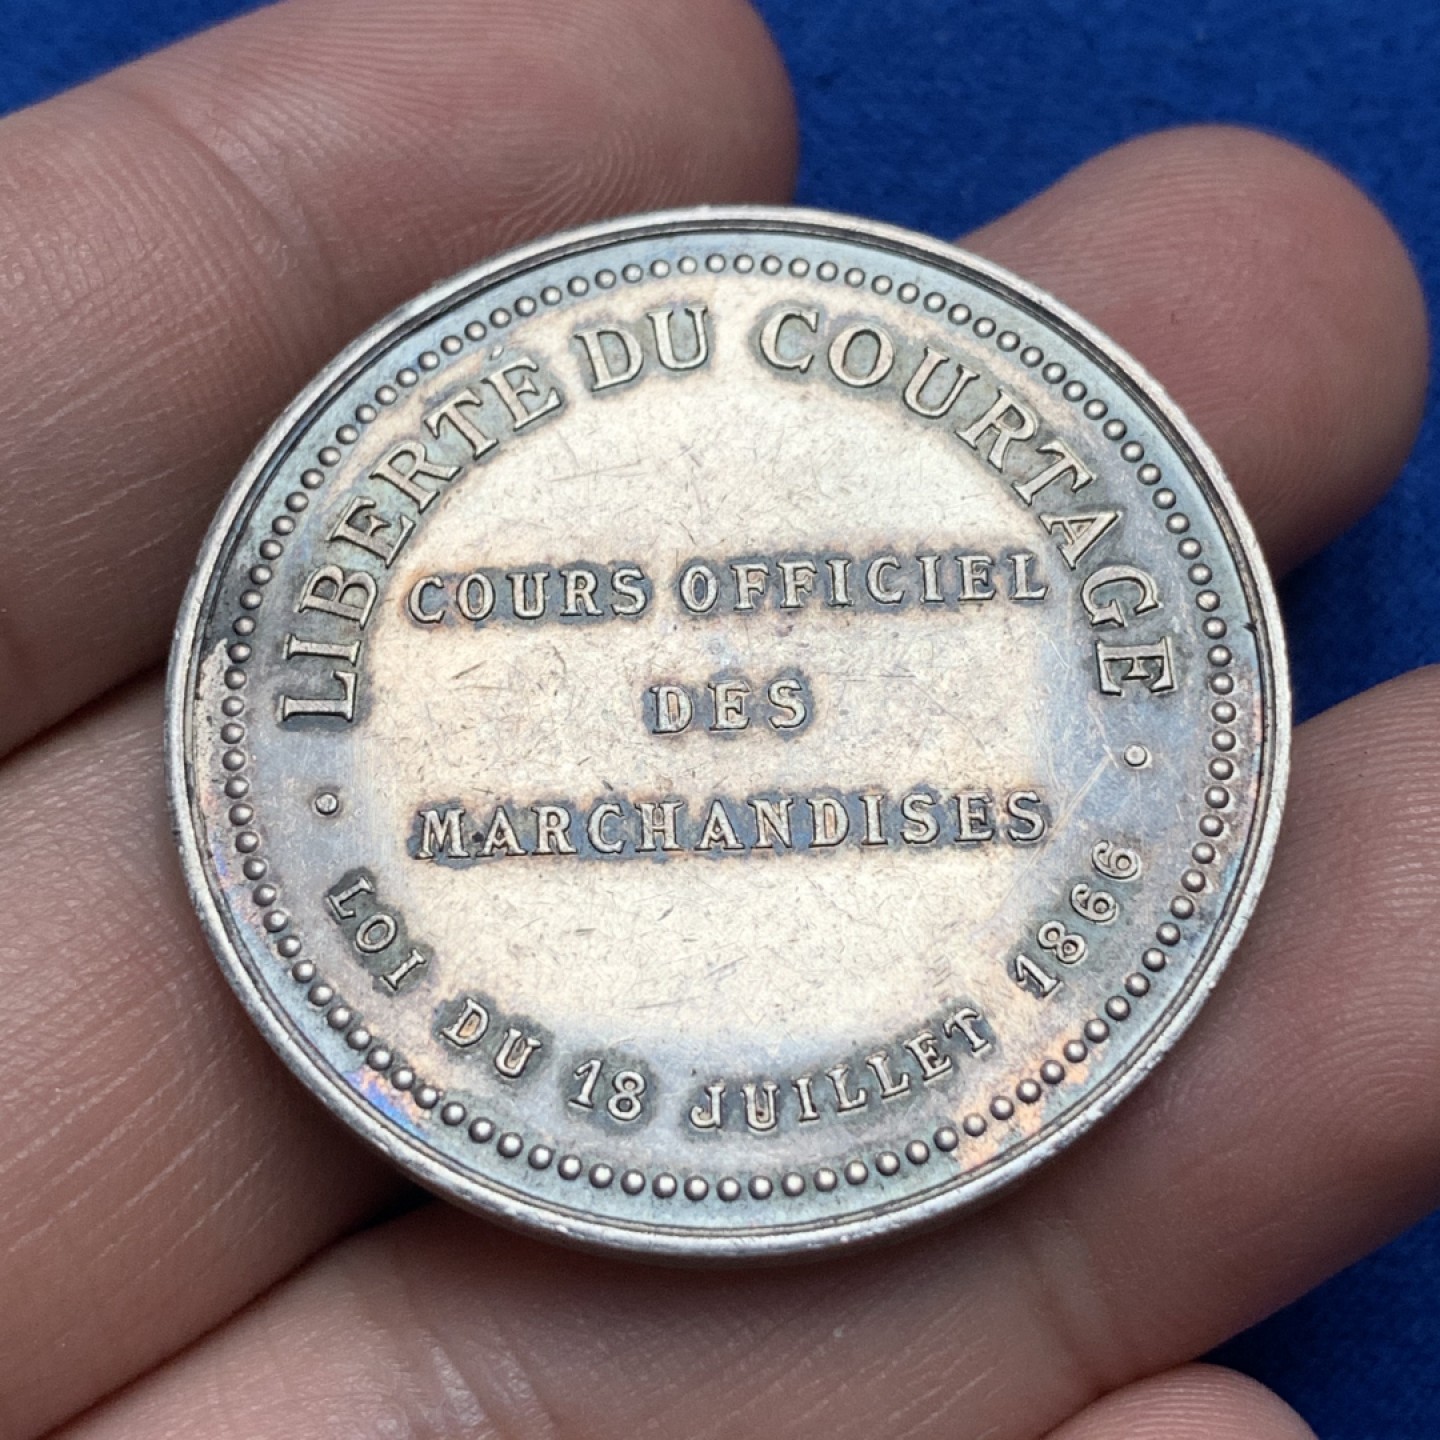 LIBERTÉ DU COURTAGE
COURS OFFICIEL
DES
MARCHANDISES
LOI DU 18 JUILLET 1866